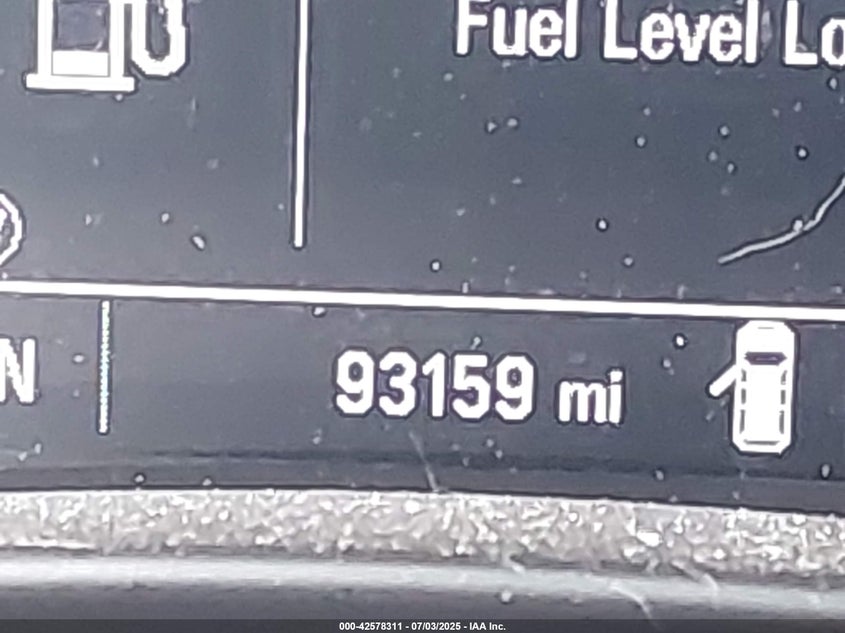 Fuel Level Lo
N
93159 mi
000-42578311 - 07/03/2025 - IAA Inc.